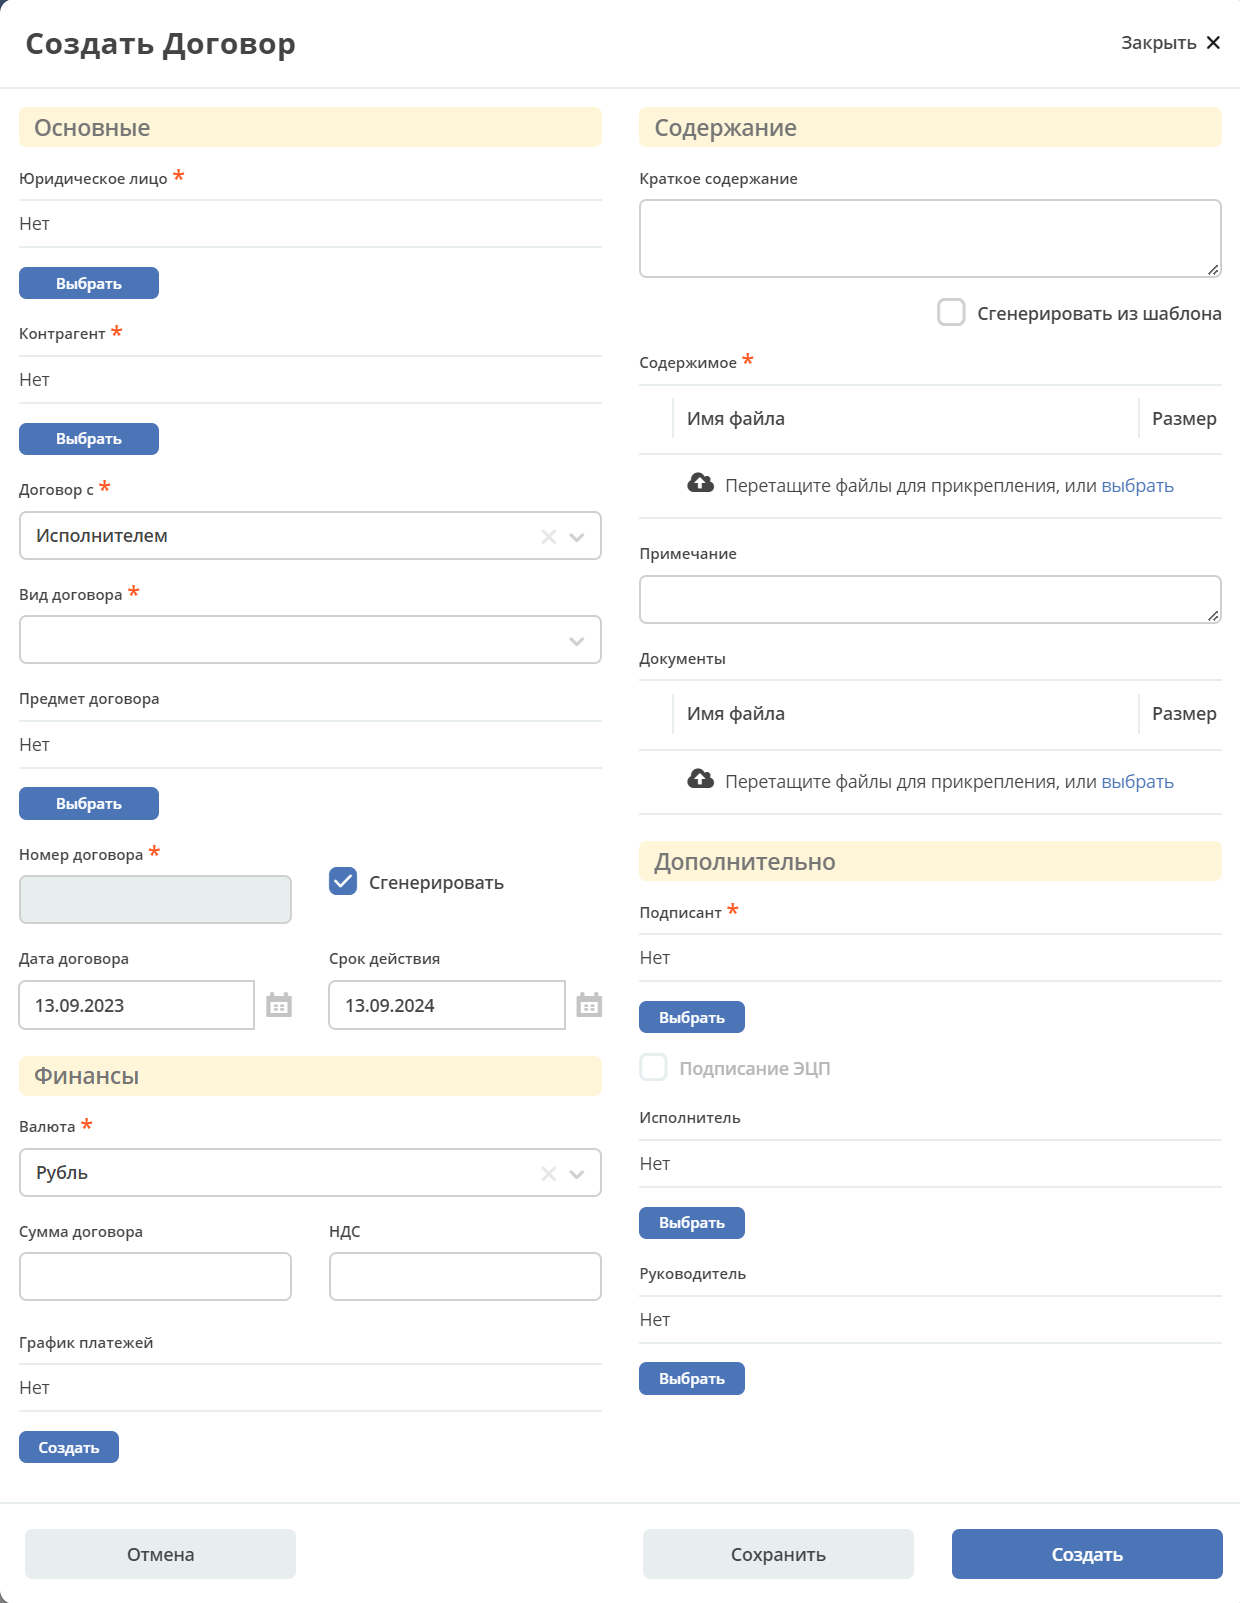 Создать Договор
Закрыть
Основные
Юридическое лицо *
Нет
Выбрать
Контрагент *
Нет
Выбрать
Договор с *
Исполнителем
Вид договора *
Предмет договора
Нет
Выбрать
Номер договора *
Сгенерировать
Дата договора
Срок действия
13.09.2023
13.09.2024
Финансы
Валюта *
Рубль
Сумма договора
НДС
График платежей
Нет
Создать
Содержание
Краткое содержание
Сгенерировать из шаблона
Содержимое *
Имя файла
Размер
Перетащите файлы для прикрепления, или выбрать
Примечание
Документы
Имя файла
Размер
Перетащите файлы для прикрепления, или выбрать
Дополнительно
Подписант *
Нет
Выбрать
Подписание ЭЦП
Исполнитель
Нет
Выбрать
Руководитель
Нет
Выбрать
Отмена
Сохранить
Создать